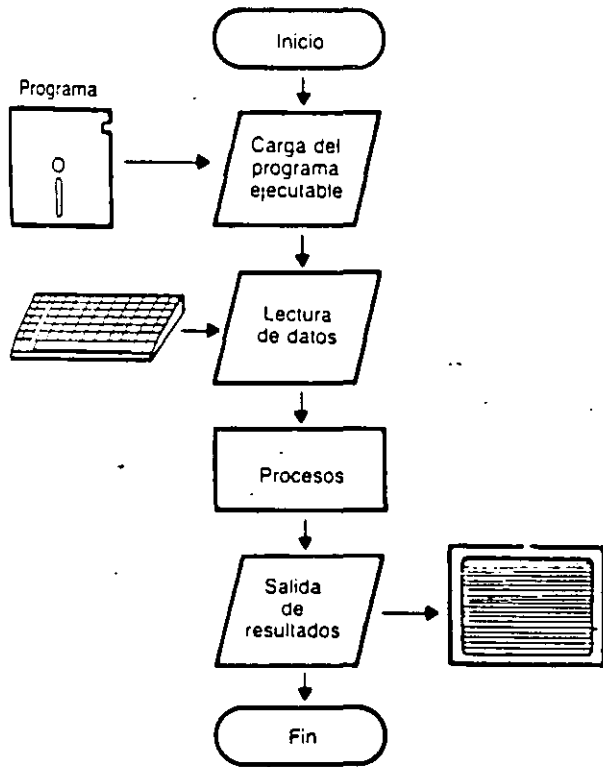 Inicio
Programa
Carga del
programa
ejecutable
Lectura
de datos
Procesos
Salida
de
resultados
Fin